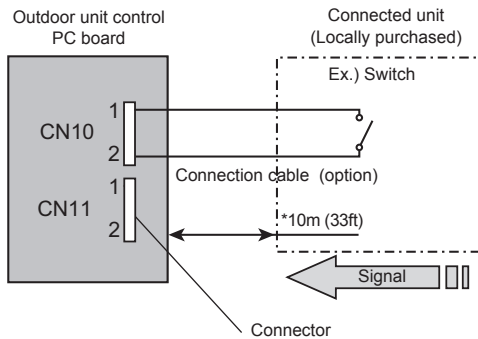 Outdoor unit control
PC board
Connected unit
(Locally purchased)
Ex.) Switch
CN10
1
2
Connection cable (option)
CN11
1
2
*10m (33ft)
Signal
Connector